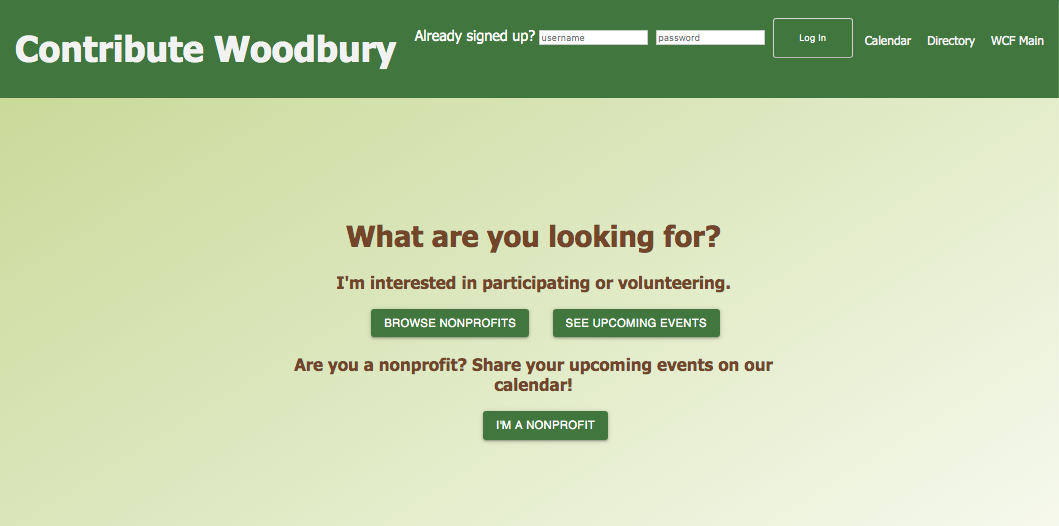 Contribute Woodbury
Already signed up? username password Log In Calendar Directory WCF Main
What are you looking for?
I'm interested in participating or volunteering.
BROWSE NONPROFITS SEE UPCOMING EVENTS
Are you a nonprofit? Share your upcoming events on our
calendar!
I'M A NONPROFIT